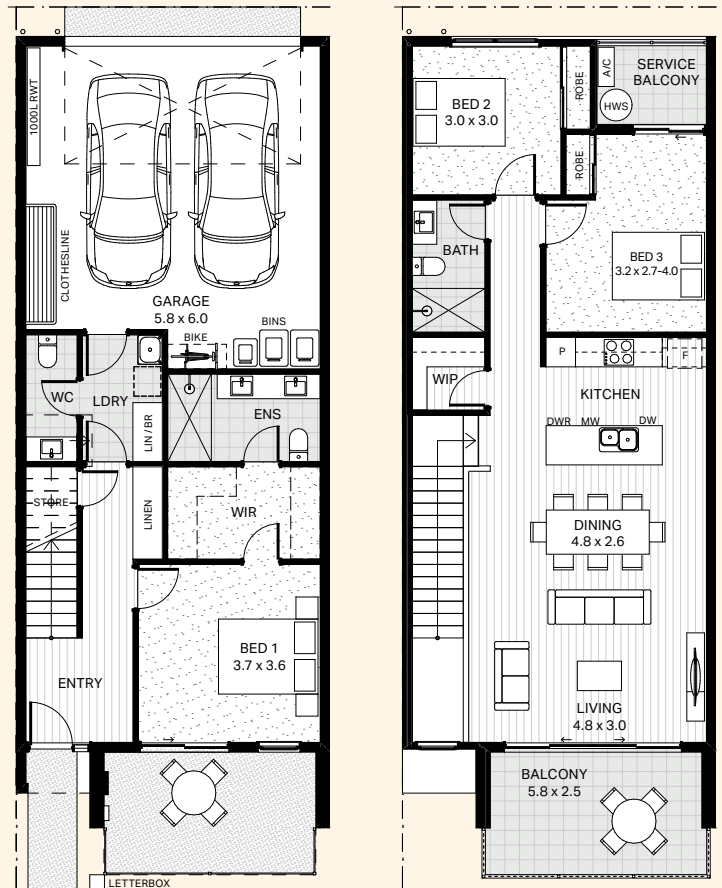 1000L RWT
CLOTHESLINE
GARAGE
5.8 x 6.0
BIKE
BINS
WC
LDRY
LIN / BR
ENS
STORE
LINEN
WIR
BED 1
3.7 x 3.6
ENTRY
LETTERBOX
BED 2
3.0 x 3.0
ROBE
A/C
SERVICE
BALCONY
HWS
ROBE
BATH
BED 3
3.2 x 2.7-4.0
WIP
P
F
KITCHEN
DWR MW DW
DINING
4.8 x 2.6
LIVING
4.8 x 3.0
BALCONY
5.8 x 2.5